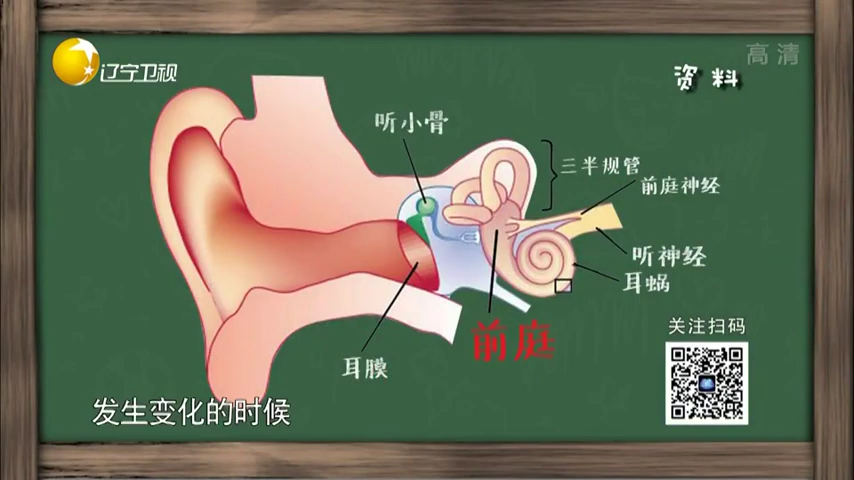 辽宁卫视
高清
资料
听小骨
三半规管
前庭神经
听神经
耳蜗
前庭
耳膜
关注扫码
发生变化的时候